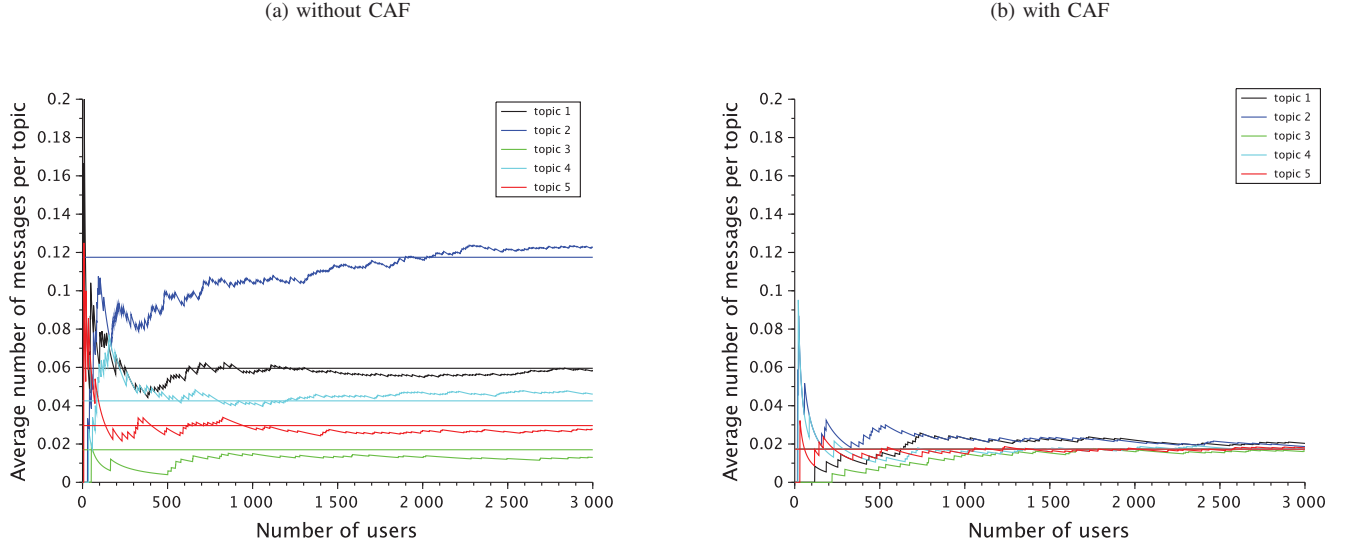 (a) without CAF
(b) with CAF
Average number of messages per topic
0.2
0.18
0.16
0.14
0.12
0.1
0.08
0.06
0.04
0.02
0
0
500
1 000
1 500
2 000
2 500
3 000
Number of users
topic 1
topic 2
topic 3
topic 4
topic 5
Average number of messages per topic
0.2
0.18
0.16
0.14
0.12
0.1
0.08
0.06
0.04
0.02
0
0
500
1 000
1 500
2 000
2 500
3 000
Number of users
topic 1
topic 2
topic 3
topic 4
topic 5